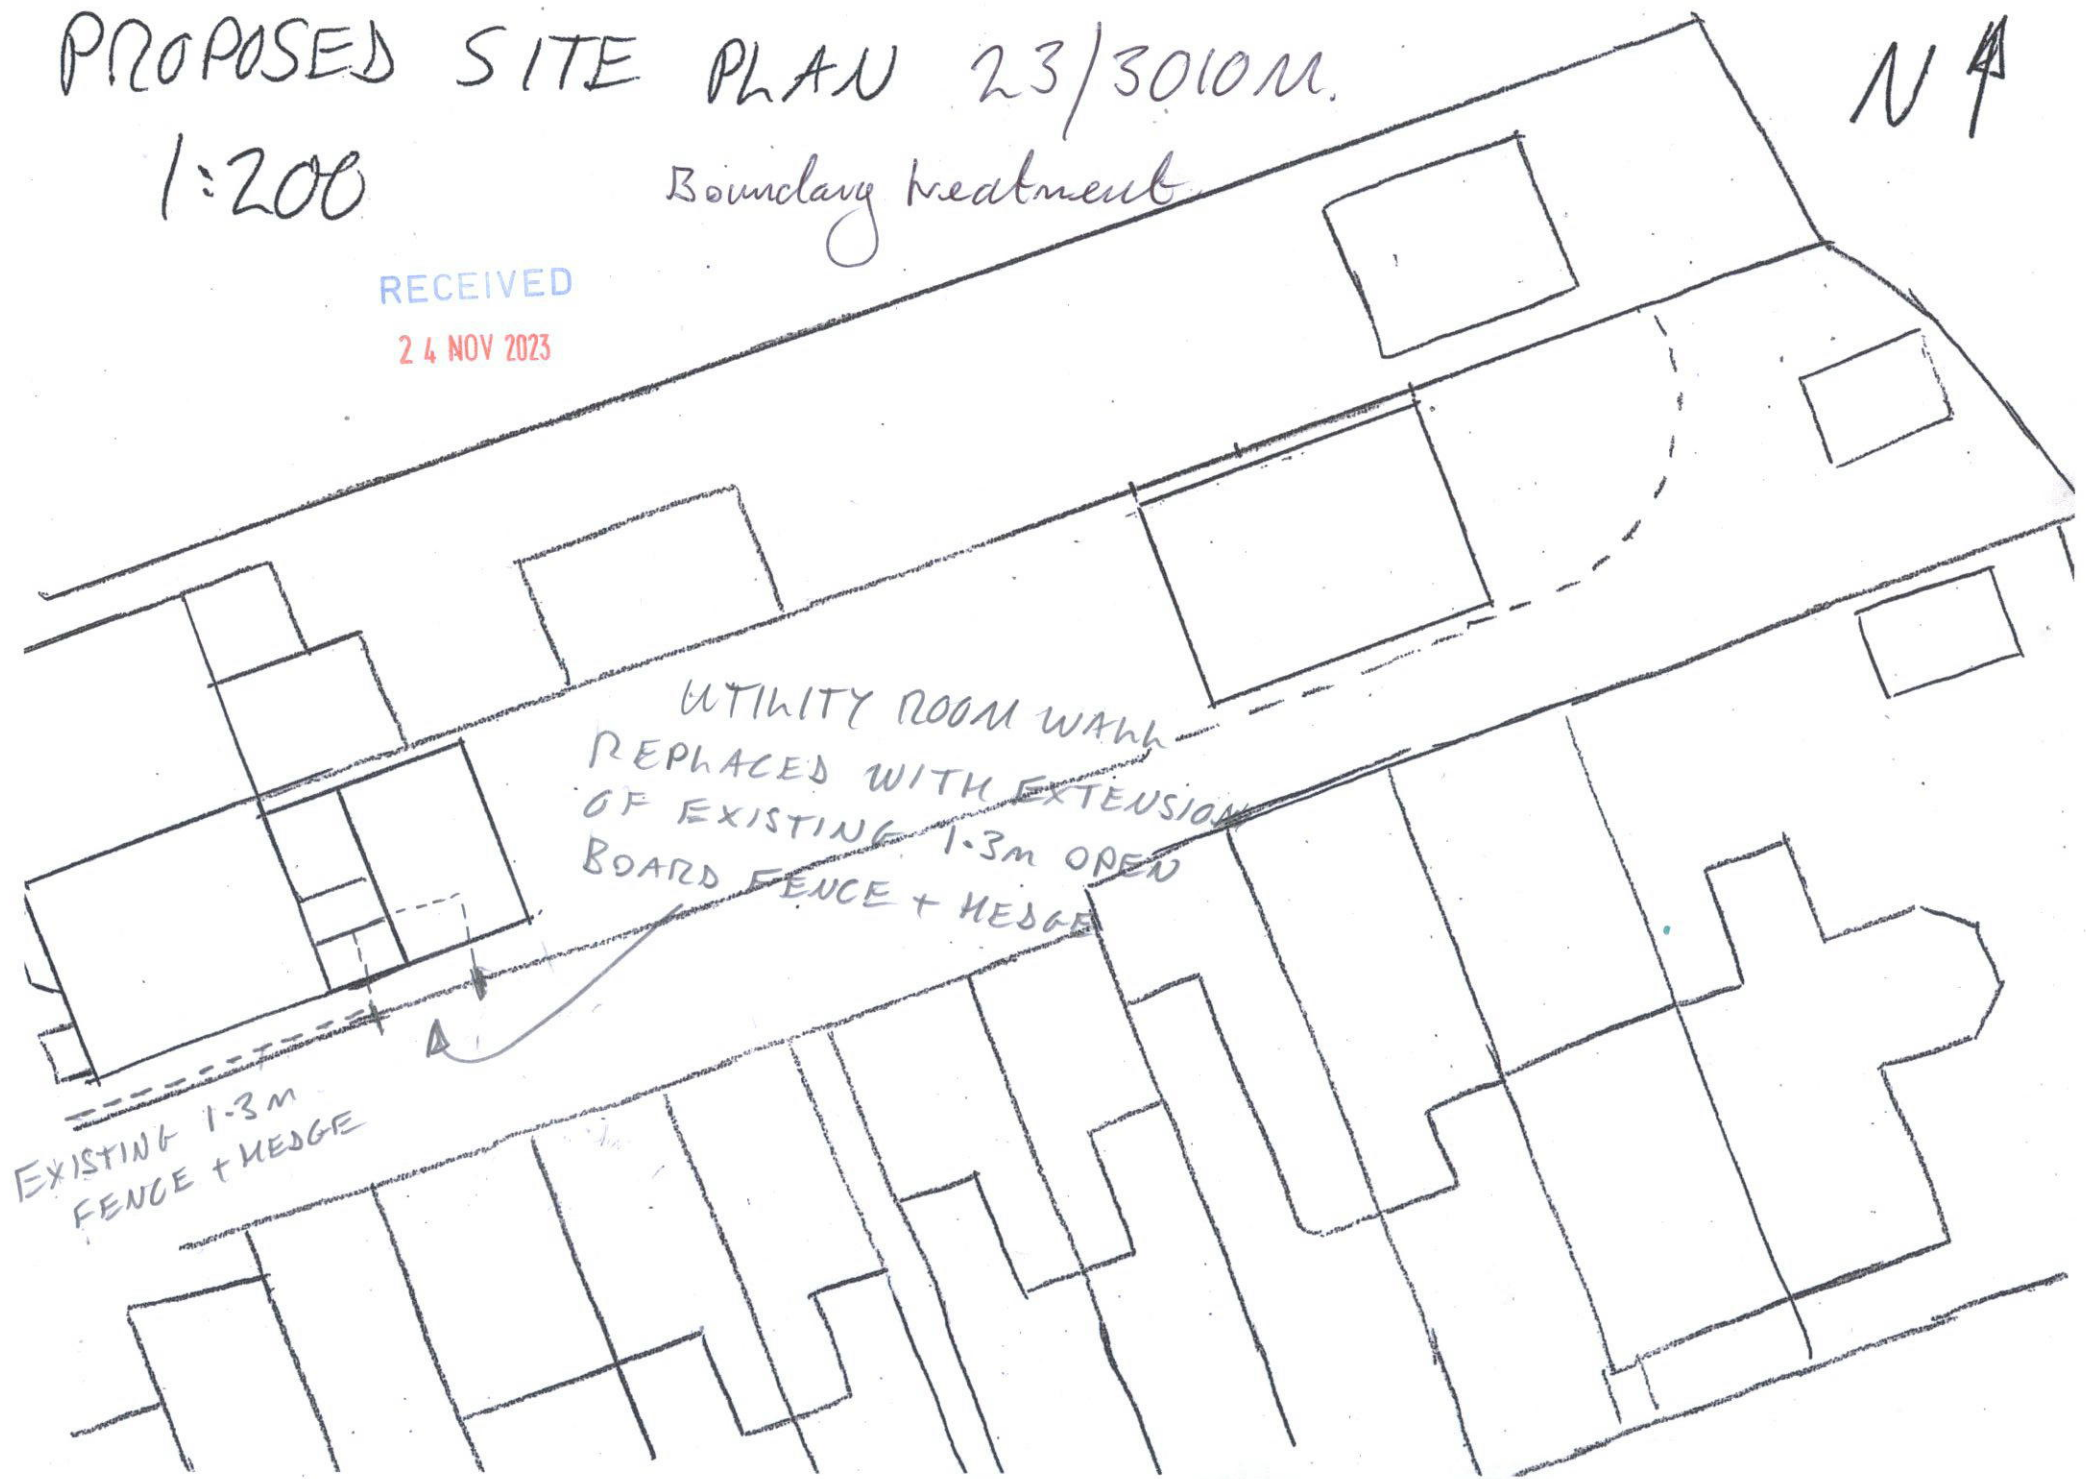 PROPOSED SITE PLAN 23/3010M.
N
1:200
Boundary treatment
RECEIVED
24 NOV 2023
UTILITY ROOM WALL
REPLACED WITH EXTENSION
OF EXISTING 1.3m OPEN
BOARD FENCE + HEDGE
EXISTING 1.3m
FENCE + HEDGE